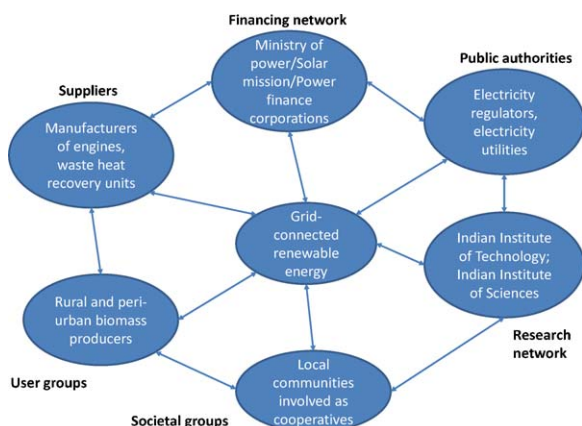 Financing network
Ministry of
power/Solar
mission/Power
finance
corporations
Public authorities
Electricity
regulators,
electricity
utilities
Suppliers
Manufacturers
of engines,
waste heat
recovery units
Grid-
connected
renewable
energy
Indian Institute
of Technology;
Indian Institute
of Sciences
Research
network
Rural and peri-
urban biomass
producers
User groups
Local
communities
involved as
cooperatives
Societal groups